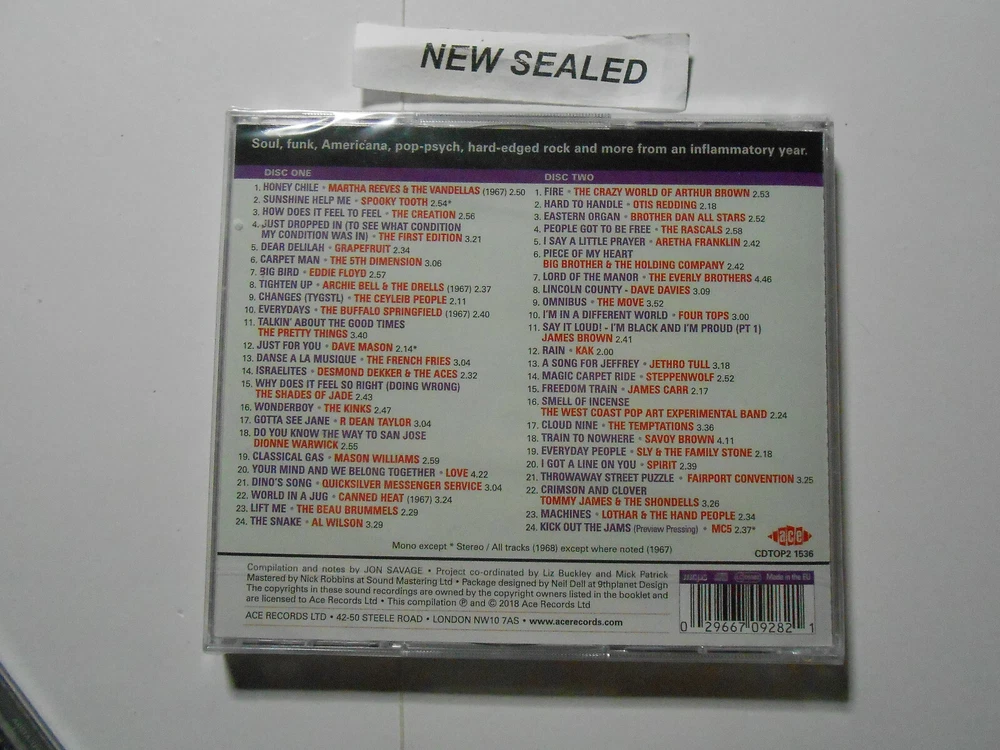 NEW SEALED
Soul, funk, Americana, pop-psych, hard-edged rock and more from an inflammatory year.
DISC ONE
1. HONEY CHILE • MARTHA REEVES & THE VANDELLAS (1967) 2.50
2. SUNSHINE HELP ME • SPOOKY TOOTH 2.54*
3. HOW DOES IT FEEL TO FEEL • THE CREATION 2.56
4. JUST DROPPED IN (TO SEE WHAT CONDITION
MY CONDITION WAS IN) • THE FIRST EDITION 3.21
5. DEAR DELILAH • GRAPEFRUIT 2.34
6. CARPET MAN • THE 5TH DIMENSION 3.06
7. BIG BIRD • EDDIE FLOYD 2.57
8. TIGHTEN UP • ARCHIE BELL & THE DRELLS (1967) 2.37
9. CHANGES (TYGSTL) • THE CEYLEIB PEOPLE 2.11
10. EVERYDAYS • THE BUFFALO SPRINGFIELD (1967) 2.40
11. TALKIN' ABOUT THE GOOD TIMES
THE PRETTY THINGS 3.40
12. JUST FOR YOU • DAVE MASON 2.14*
13. DANSE A LA MUSIQUE • THE FRENCH FRIES 3.04
14. ISRAELITES • DESMOND DEKKER & THE ACES 2.32
15. WHY DOES IT FEEL SO RIGHT (DOING WRONG)
THE SHADES OF JADE 2.43
16. WONDERBOY • THE KINKS 2.47
17. GOTTA SEE JANE • R DEAN TAYLOR 3.04
18. DO YOU KNOW THE WAY TO SAN JOSE
DIONNE WARWICK 2.55
19. CLASSICAL GAS • MASON WILLIAMS 2.59
20. YOUR MIND AND WE BELONG TOGETHER • LOVE 4.22
21. DINO'S SONG • QUICKSILVER MESSENGER SERVICE 3.04
22. WORLD IN A JUG • CANNED HEAT (1967) 3.24
23. LIFT ME • THE BEAU BRUMMELS 2.29
24. THE SNAKE • AL WILSON 3.29
DISC TWO
1. FIRE • THE CRAZY WORLD OF ARTHUR BROWN 2.53
2. HARD TO HANDLE • OTIS REDDING 2.18
3. EASTERN ORGAN • BROTHER DAN ALL STARS 2.52
4. PEOPLE GOT TO BE FREE • THE RASCALS 2.58
5. I SAY A LITTLE PRAYER • ARETHA FRANKLIN 2.42
6. PIECE OF MY HEART
BIG BROTHER & THE HOLDING COMPANY 2.42
7. LORD OF THE MANOR • THE EVERLY BROTHERS 4.46
8. LINCOLN COUNTY - DAVE DAVIES 3.09
9. OMNIBUS • THE MOVE 3.52
10. I'M IN A DIFFERENT WORLD • FOUR TOPS 3.00
11. SAY IT LOUD! - I'M BLACK AND I'M PROUD (PT 1)
JAMES BROWN 2.41
12. RAIN • KAK 2.00
13. A SONG FOR JEFFREY • JETHRO TULL 3.18
14. MAGIC CARPET RIDE • STEPPENWOLF 2.52
15. FREEDOM TRAIN • JAMES CARR 2.17
16. SMELL OF INCENSE
THE WEST COAST POP ART EXPERIMENTAL BAND 2.24
17. CLOUD NINE • THE TEMPTATIONS 3.36
18. TRAIN TO NOWHERE • SAVOY BROWN 4.11
19. EVERYDAY PEOPLE • SLY & THE FAMILY STONE 2.18
20. I GOT A LINE ON YOU • SPIRIT 2.39
21. THROWAWAY STREET PUZZLE • FAIRPORT CONVENTION 3.25
22. CRIMSON AND CLOVER
TOMMY JAMES & THE SHONDELLS 3.26
23. MACHINES • LOTHAR & THE HAND PEOPLE 2.34
24. KICK OUT THE JAMS (Preview Pressing) • MC5 2.37*
ace
CDTOP2 1536
Mono except * Stereo / All tracks (1968) except where noted (1967)
Compilation and notes by JON SAVAGE • Project co-ordinated by Liz Buckley and Mick Patrick
Mastered by Nick Robbins at Sound Mastering Ltd • Package designed by Neil Dell at 9thplanet Design
The copyrights in these sound recordings are owned by the copyright owners listed in the booklet and
are licensed to Ace Records Ltd • This compilation ℗ and © 2018 Ace Records Ltd
ACE RECORDS LTD • 42-50 STEELE ROAD • LONDON NW10 7AS • www.acerecords.com
Made in the EU
0 29667 09282 1